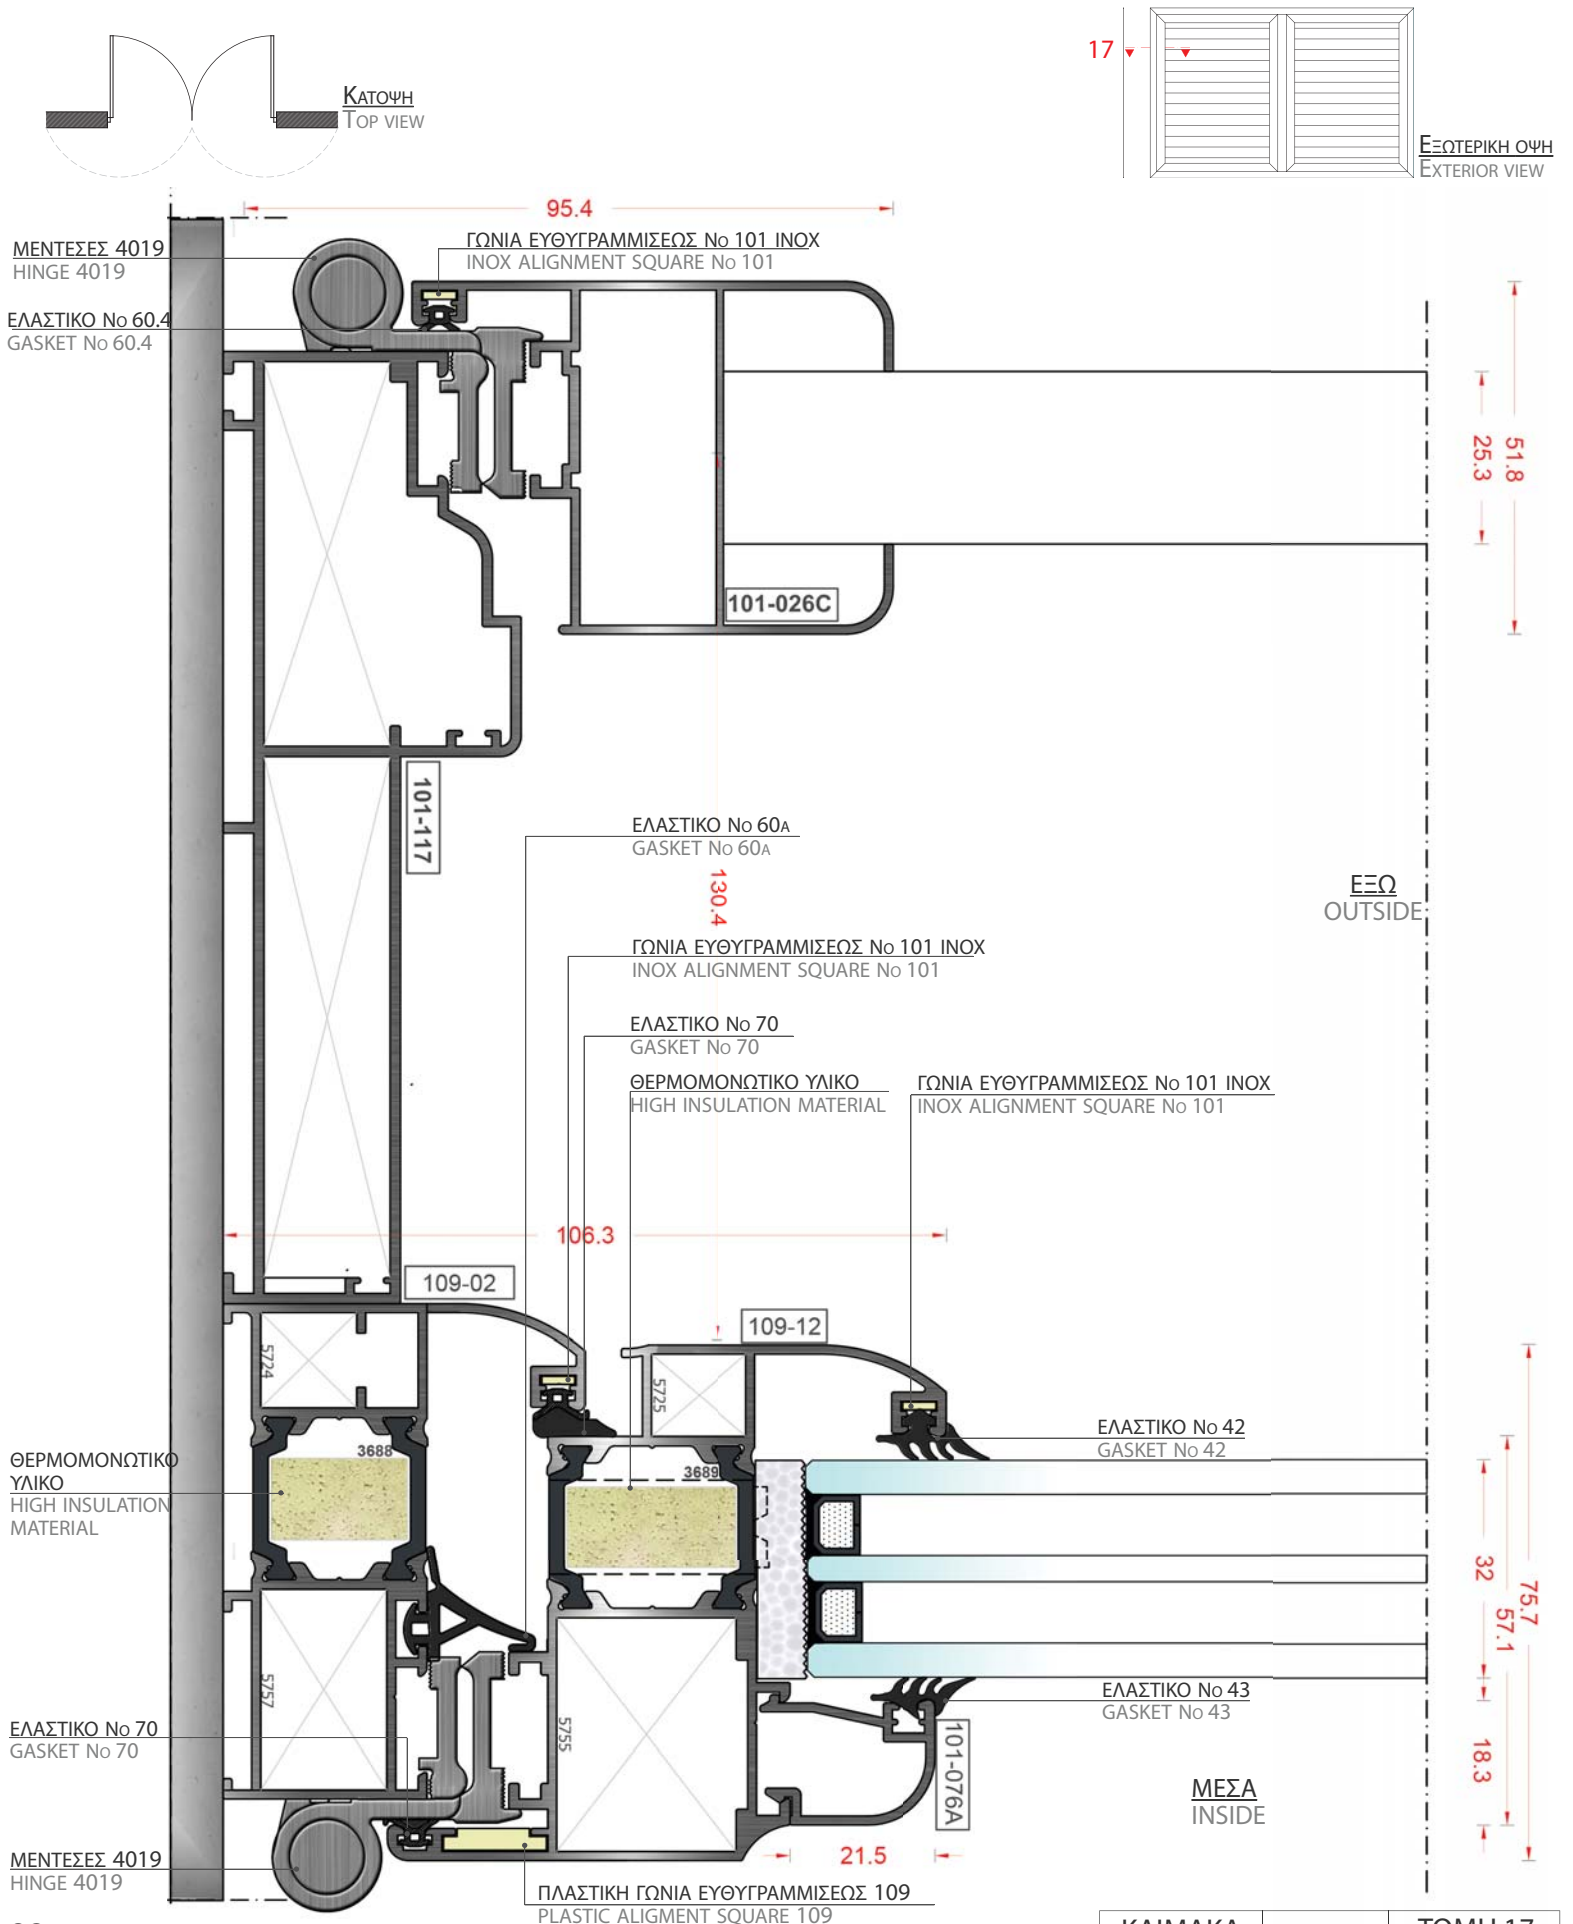 ΚΑΤΟΨΗ
TOP VIEW
17
ΕΞΩΤΕΡΙΚΗ ΟΨΗ
EXTERIOR VIEW
95.4
ΜΕΝΤΕΣΕΣ 4019
HINGE 4019
ΓΩΝΙΑ ΕΥΘΥΓΡΑΜΜΙΣΕΩΣ No 101 INOX
INOX ALIGNMENT SQUARE No 101
ΕΛΑΣΤΙΚΟ No 60.4
GASKET No 60.4
25.3
51.8
101-026C
101-117
ΕΛΑΣΤΙΚΟ No 60A
GASKET No 60A
130.4
ΕΞΩ
OUTSIDE
ΓΩΝΙΑ ΕΥΘΥΓΡΑΜΜΙΣΕΩΣ No 101 INOX
INOX ALIGNMENT SQUARE No 101
ΕΛΑΣΤΙΚΟ No 70
GASKET No 70
ΘΕΡΜΟΜΟΝΩΤΙΚΟ ΥΛΙΚΟ
HIGH INSULATION MATERIAL
ΓΩΝΙΑ ΕΥΘΥΓΡΑΜΜΙΣΕΩΣ No 101 INOX
INOX ALIGNMENT SQUARE No 101
106.3
109-02
109-12
5724
5725
ΕΛΑΣΤΙΚΟ No 42
GASKET No 42
3688
3689
ΘΕΡΜΟΜΟΝΩΤΙΚΟ
ΥΛΙΚΟ
HIGH INSULATION
MATERIAL
32
57.1
75.7
5757
5755
ΕΛΑΣΤΙΚΟ No 43
GASKET No 43
ΕΛΑΣΤΙΚΟ No 70
GASKET No 70
101-076A
18.3
ΜΕΣΑ
INSIDE
21.5
ΜΕΝΤΕΣΕΣ 4019
HINGE 4019
ΠΛΑΣΤΙΚΗ ΓΩΝΙΑ ΕΥΘΥΓΡΑΜΜΙΣΕΩΣ 109
PLASTIC ALIGMENT SQUARE 109
ΚΛΙΜΑΚΑ
ΤΟΜΗ 17